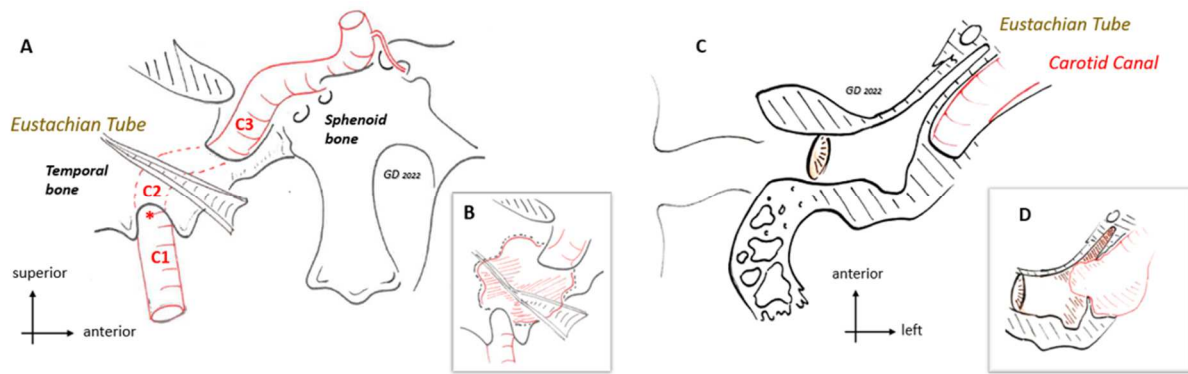 A
Eustachian Tube
Temporal
bone
C3
Sphenoid
bone
GD 2022
C2
*
C1
superior
anterior
B
C
Eustachian Tube
Carotid Canal
GD 2022
anterior
left
D